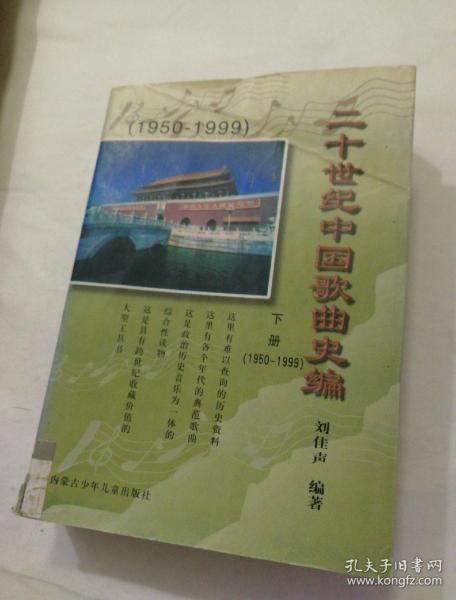 (1950-1999)
二十世纪中国歌曲史编
下册
(1950-1999)
刘佳声 编著
这里有难以查询的历史资料
这里有各个年代的典范歌曲
这是政治历史音乐为一体的
综合性读物
这是具有跨世纪收藏价值的
大型工具书
内蒙古少年儿童出版社
孔夫子旧书网
www.kongfz.com